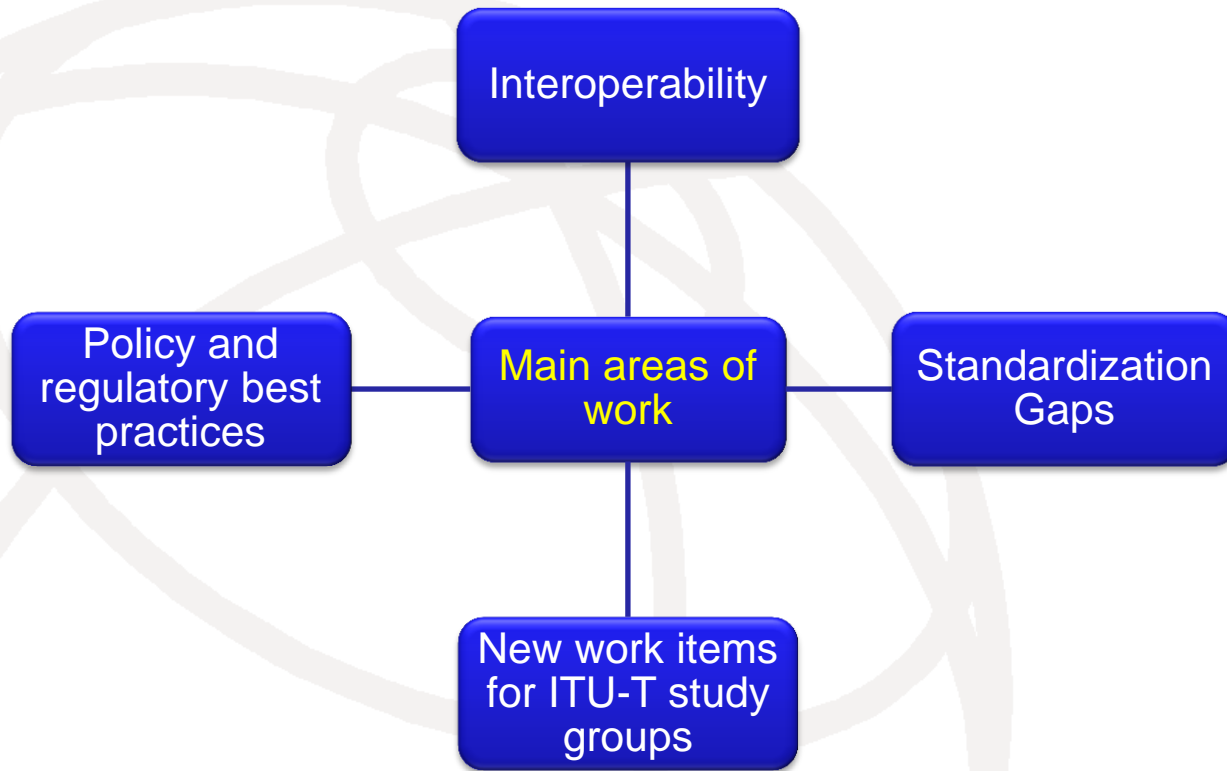 Interoperability
Policy and
regulatory best
practices
Main areas of
work
Standardization
Gaps
New work items
for ITU-T study
groups